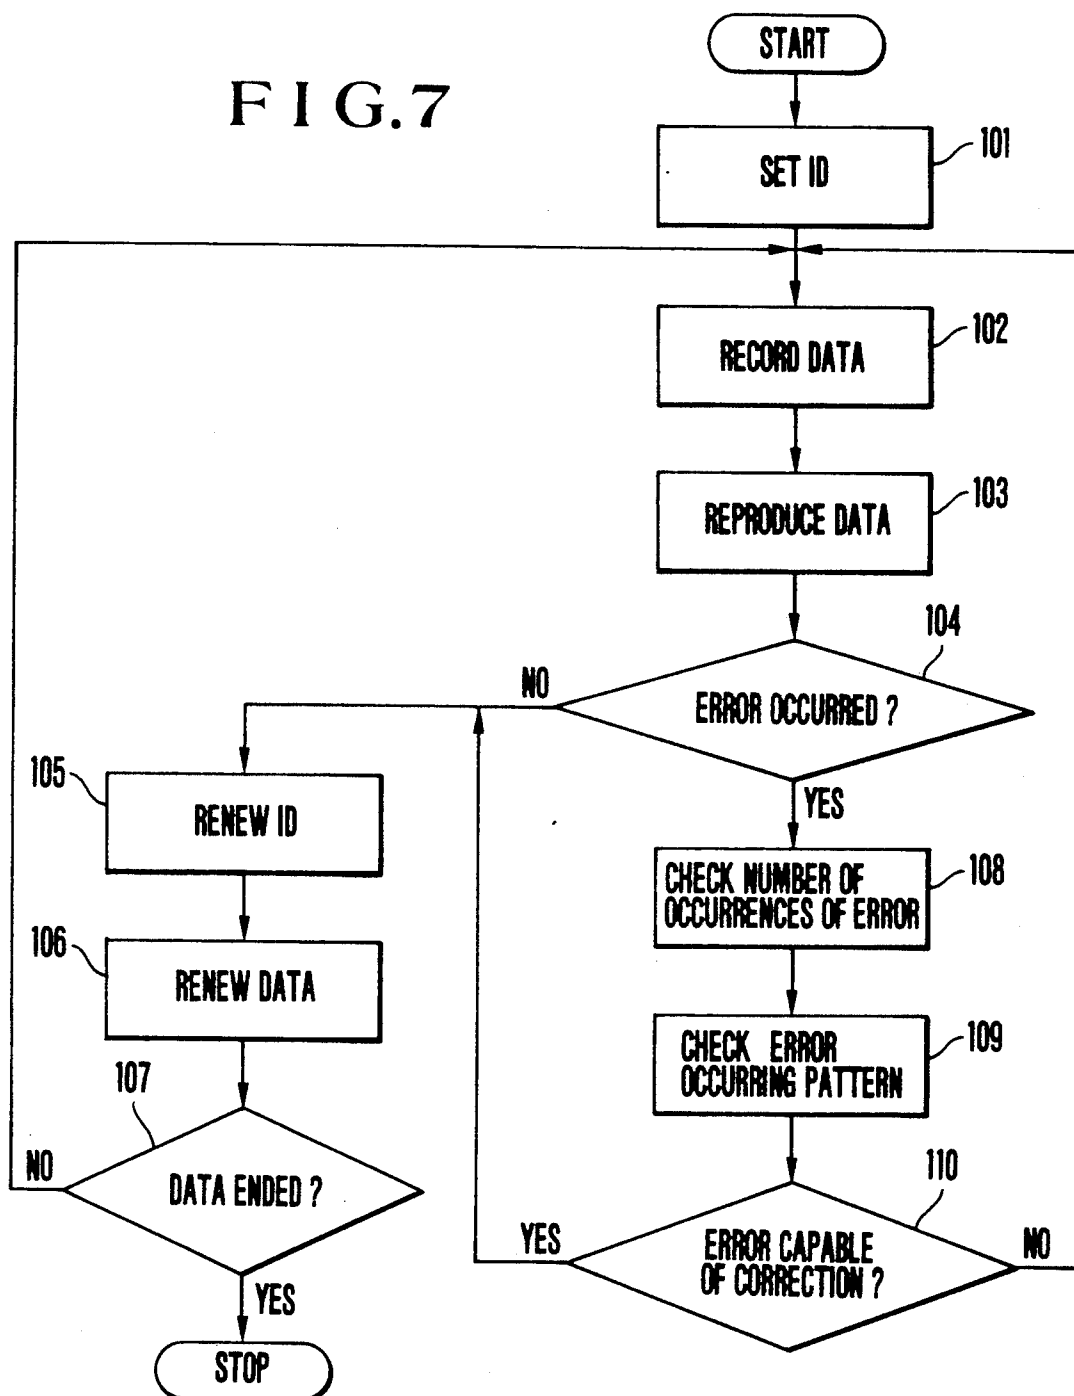 START
FIG.7
101
SET ID
102
RECORD DATA
103
REPRODUCE DATA
104
NO
ERROR OCCURRED ?
YES
105
RENEW ID
108
CHECK NUMBER OF
OCCURRENCES OF ERROR
106
RENEW DATA
109
CHECK ERROR
OCCURRING PATTERN
107
NO
DATA ENDED ?
YES
110
YES
ERROR CAPABLE
OF CORRECTION ?
NO
STOP